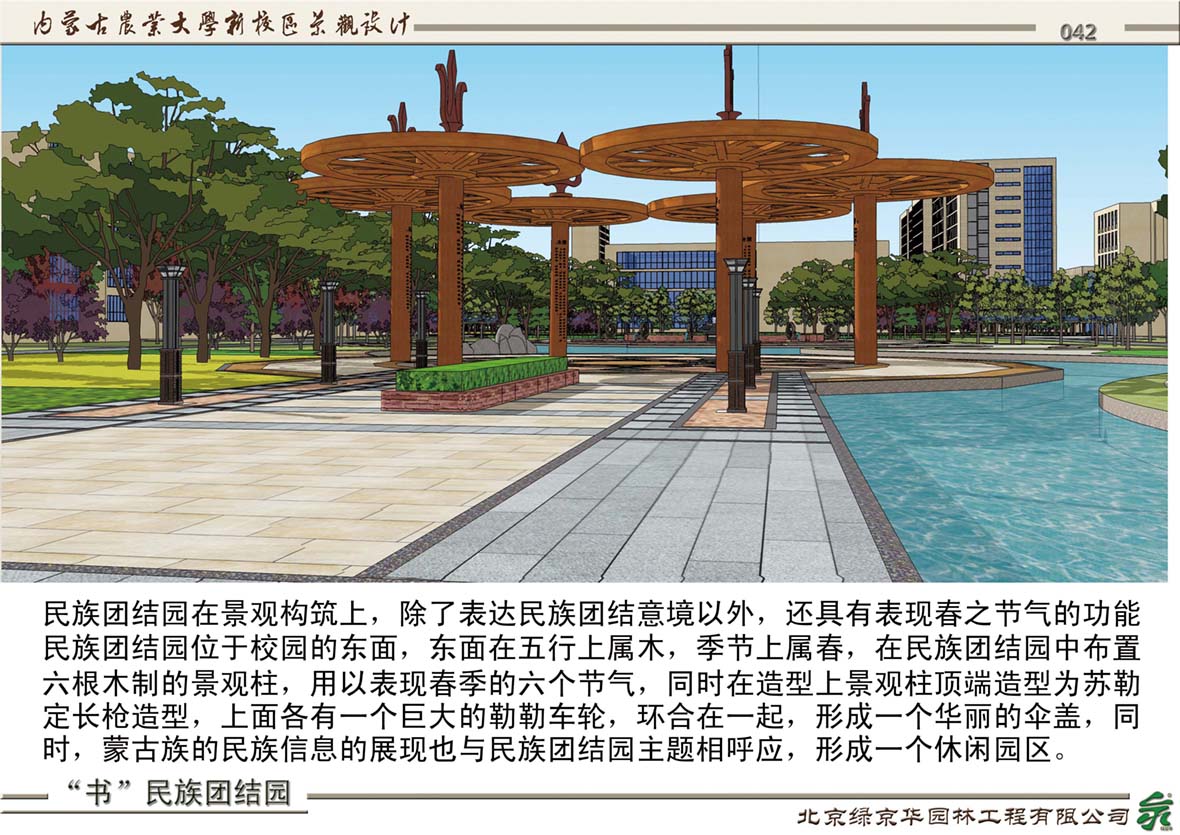 内蒙古農業大學新校區景觀設计
042
民族团结园在景观构筑上，除了表达民族团结意境以外，还具有表现春之节气的功能
民族团结园位于校园的东面，东面在五行上属木，季节上属春，在民族团结园中布置
六根木制的景观柱，用以表现春季的六个节气，同时在造型上景观柱顶端造型为苏勒
定长枪造型，上面各有一个巨大的勒勒车轮，环合在一起，形成一个华丽的伞盖，同
时，蒙古族的民族信息的展现也与民族团结园主题相呼应，形成一个休闲园区。
“书”民族团结园
北京绿京华园林工程有限公司